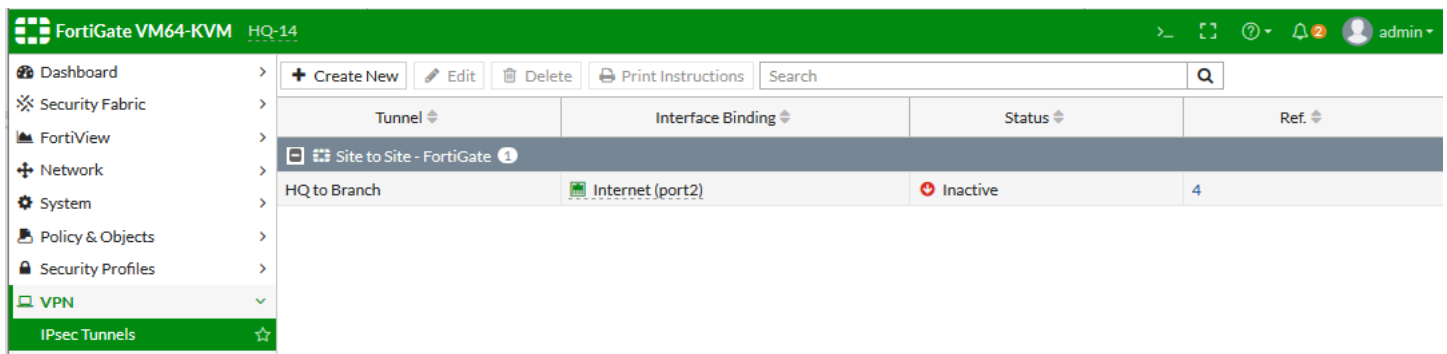 FortiGate VM64-KVM HQ-14 >_ admin 2
Dashboard
Security Fabric
FortiView
Network
System
Policy & Objects
Security Profiles
VPN
IPsec Tunnels
+ Create New Edit Delete Print Instructions Search
Tunnel Interface Binding Status Ref.
Site to Site - FortiGate 1
HQ to Branch Internet (port2) Inactive 4